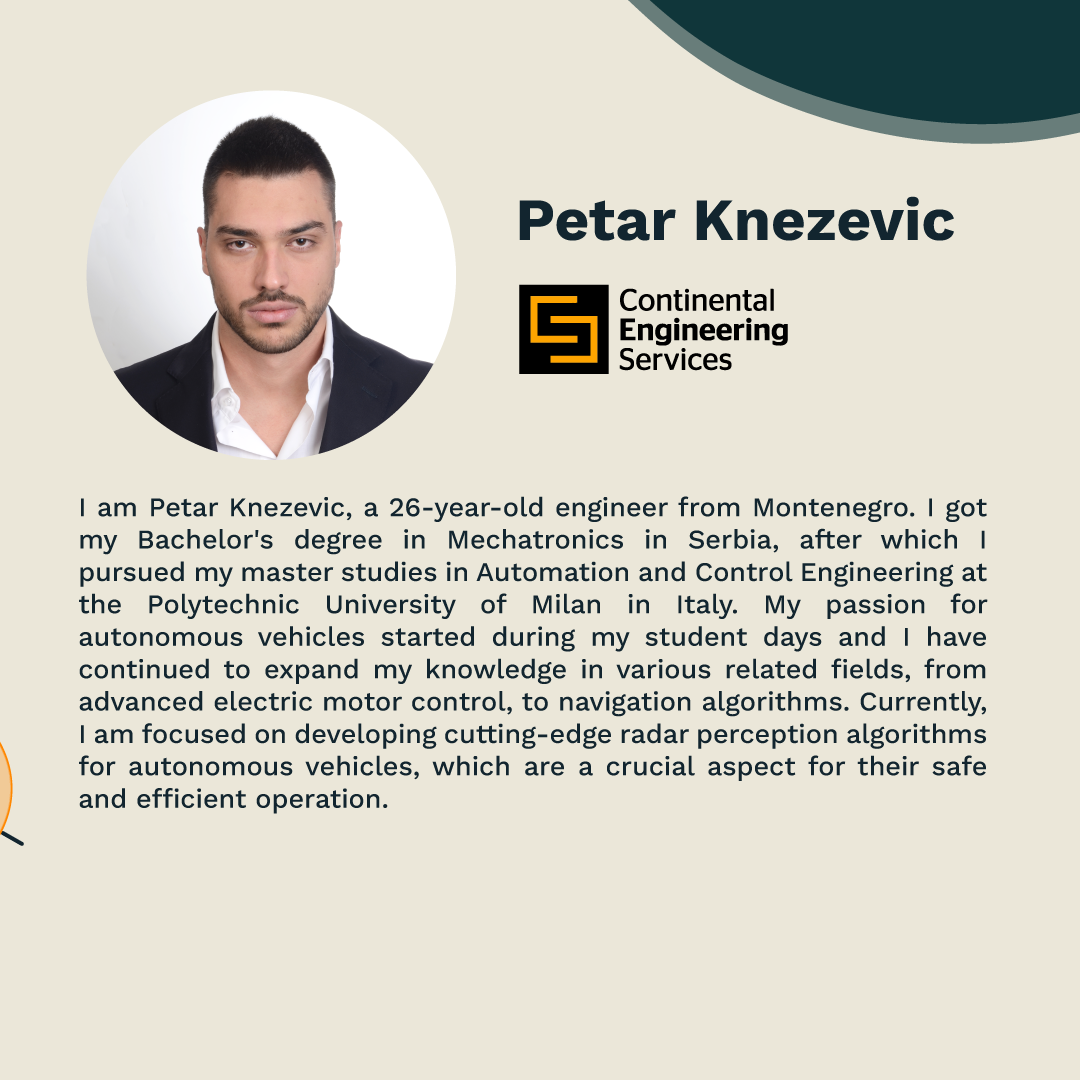 Petar Knezevic
Continental
Engineering
Services
I am Petar Knezevic, a 26-year-old engineer from Montenegro. I got
my Bachelor's degree in Mechatronics in Serbia, after which I
pursued my master studies in Automation and Control Engineering at
the Polytechnic University of Milan in Italy. My passion for
autonomous vehicles started during my student days and I have
continued to expand my knowledge in various related fields, from
advanced electric motor control, to navigation algorithms. Currently,
I am focused on developing cutting-edge radar perception algorithms
for autonomous vehicles, which are a crucial aspect for their safe
and efficient operation.